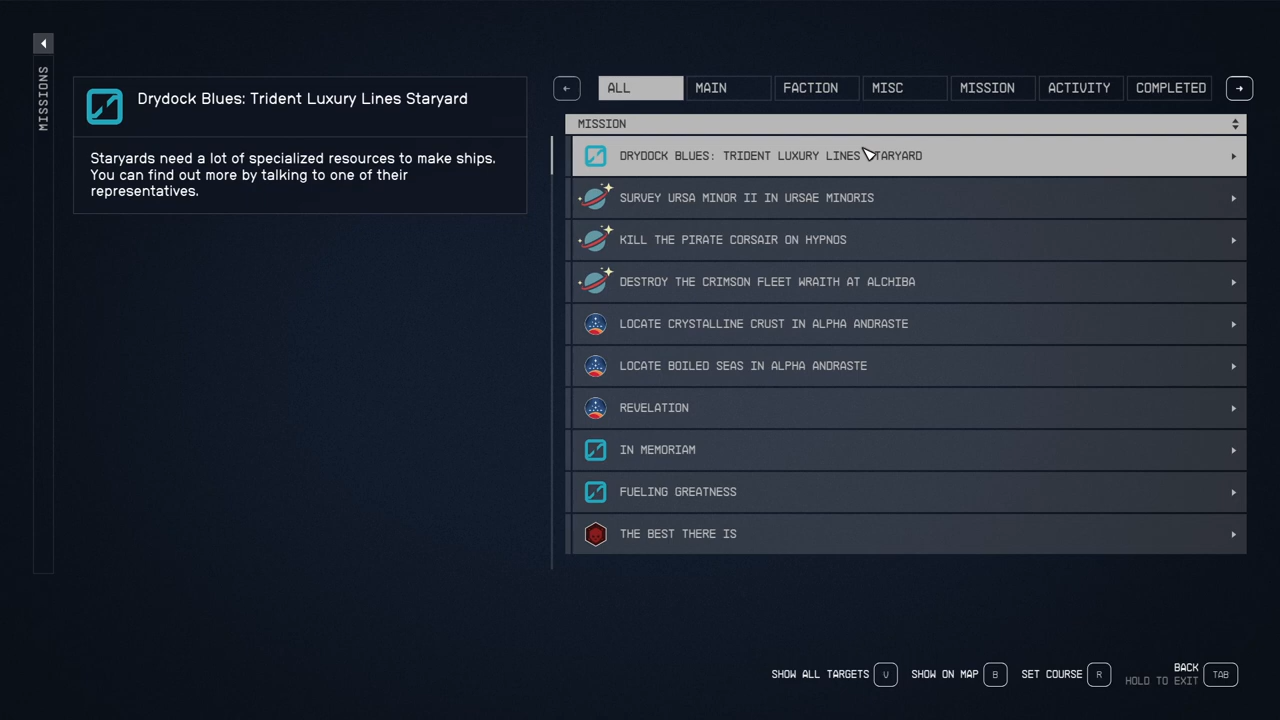 MISSIONS
Drydock Blues: Trident Luxury Lines Staryard
Staryards need a lot of specialized resources to make ships.
You can find out more by talking to one of their
representatives.
ALL MAIN FACTION MISC MISSION ACTIVITY COMPLETED
MISSION
DRYDOCK BLUES: TRIDENT LUXURY LINES STARYARD
SURVEY URSA MINOR II IN URSAE MINORIS
KILL THE PIRATE CORSAIR ON HYPNOS
DESTROY THE CRIMSON FLEET WRAITH AT ALCHIBA
LOCATE CRYSTALLINE CRUST IN ALPHA ANDRASTE
LOCATE BOILED SEAS IN ALPHA ANDRASTE
REVELATION
IN MEMORIAM
FUELING GREATNESS
THE BEST THERE IS
SHOW ALL TARGETS V SHOW ON MAP B SET COURSE R BACK TAB
HOLD TO EXIT